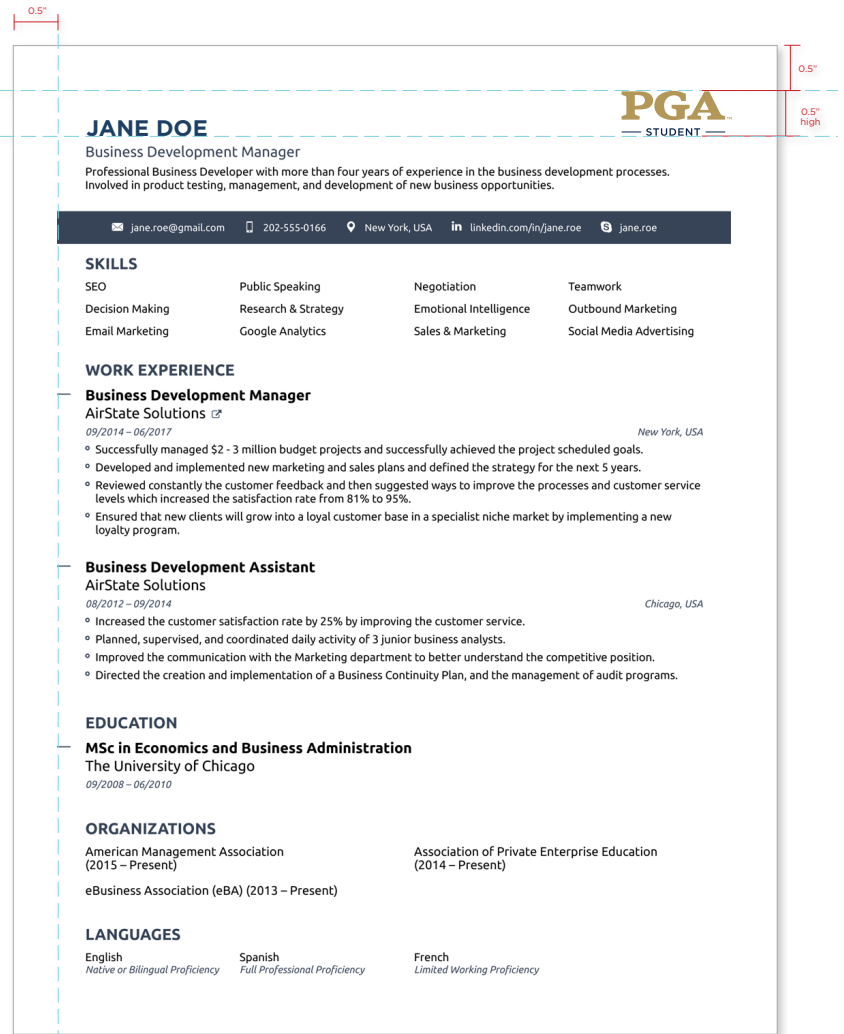 0.5"
0.5"
PGA™
0.5" high
STUDENT
JANE DOE
Business Development Manager
Professional Business Developer with more than four years of experience in the business development processes.
Involved in product testing, management, and development of new business opportunities.
jane.roe@gmail.com 202-555-0166 New York, USA in linkedin.com/in/jane.roe S jane.roe
SKILLS
SEO Public Speaking Negotiation Teamwork
Decision Making Research & Strategy Emotional Intelligence Outbound Marketing
Email Marketing Google Analytics Sales & Marketing Social Media Advertising
WORK EXPERIENCE
Business Development Manager
AirState Solutions
09/2014 – 06/2017 New York, USA
Successfully managed $2 - 3 million budget projects and successfully achieved the project scheduled goals.
Developed and implemented new marketing and sales plans and defined the strategy for the next 5 years.
Reviewed constantly the customer feedback and then suggested ways to improve the processes and customer service
levels which increased the satisfaction rate from 81% to 95%.
Ensured that new clients will grow into a loyal customer base in a specialist niche market by implementing a new
loyalty program.
Business Development Assistant
AirState Solutions
08/2012 – 09/2014 Chicago, USA
Increased the customer satisfaction rate by 25% by improving the customer service.
Planned, supervised, and coordinated daily activity of 3 junior business analysts.
Improved the communication with the Marketing department to better understand the competitive position.
Directed the creation and implementation of a Business Continuity Plan, and the management of audit programs.
EDUCATION
MSc in Economics and Business Administration
The University of Chicago
09/2008 – 06/2010
ORGANIZATIONS
American Management Association Association of Private Enterprise Education
(2015 – Present) (2014 – Present)
eBusiness Association (eBA) (2013 – Present)
LANGUAGES
English Spanish French
Native or Bilingual Proficiency Full Professional Proficiency Limited Working Proficiency